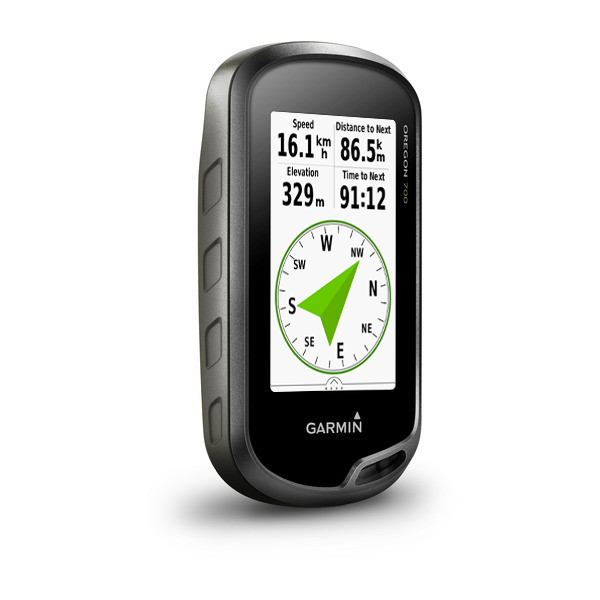 Speed Distance to Next
16.1 km/h 86.5 km
Elevation Time to Next
329 m 91:12
W
SW NW
S N
SE NE
E
OREGON 700
GARMIN